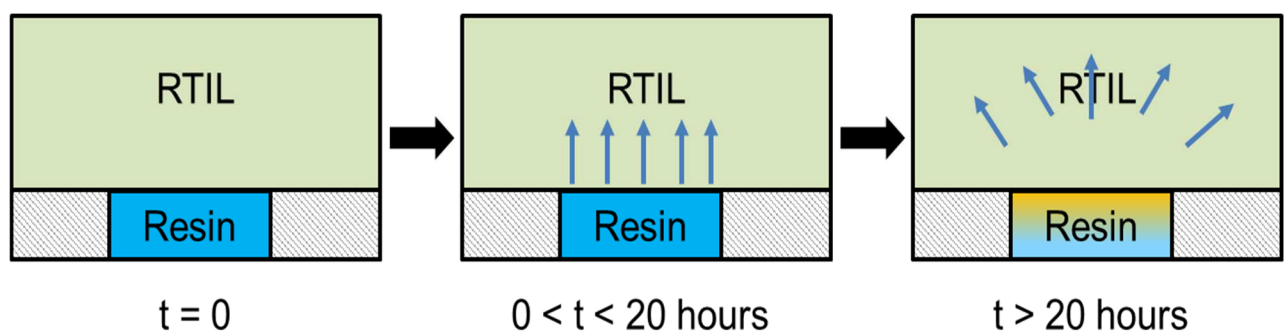 RTIL
Resin
t = 0
RTIL
Resin
0 < t < 20 hours
RTIL
Resin
t > 20 hours